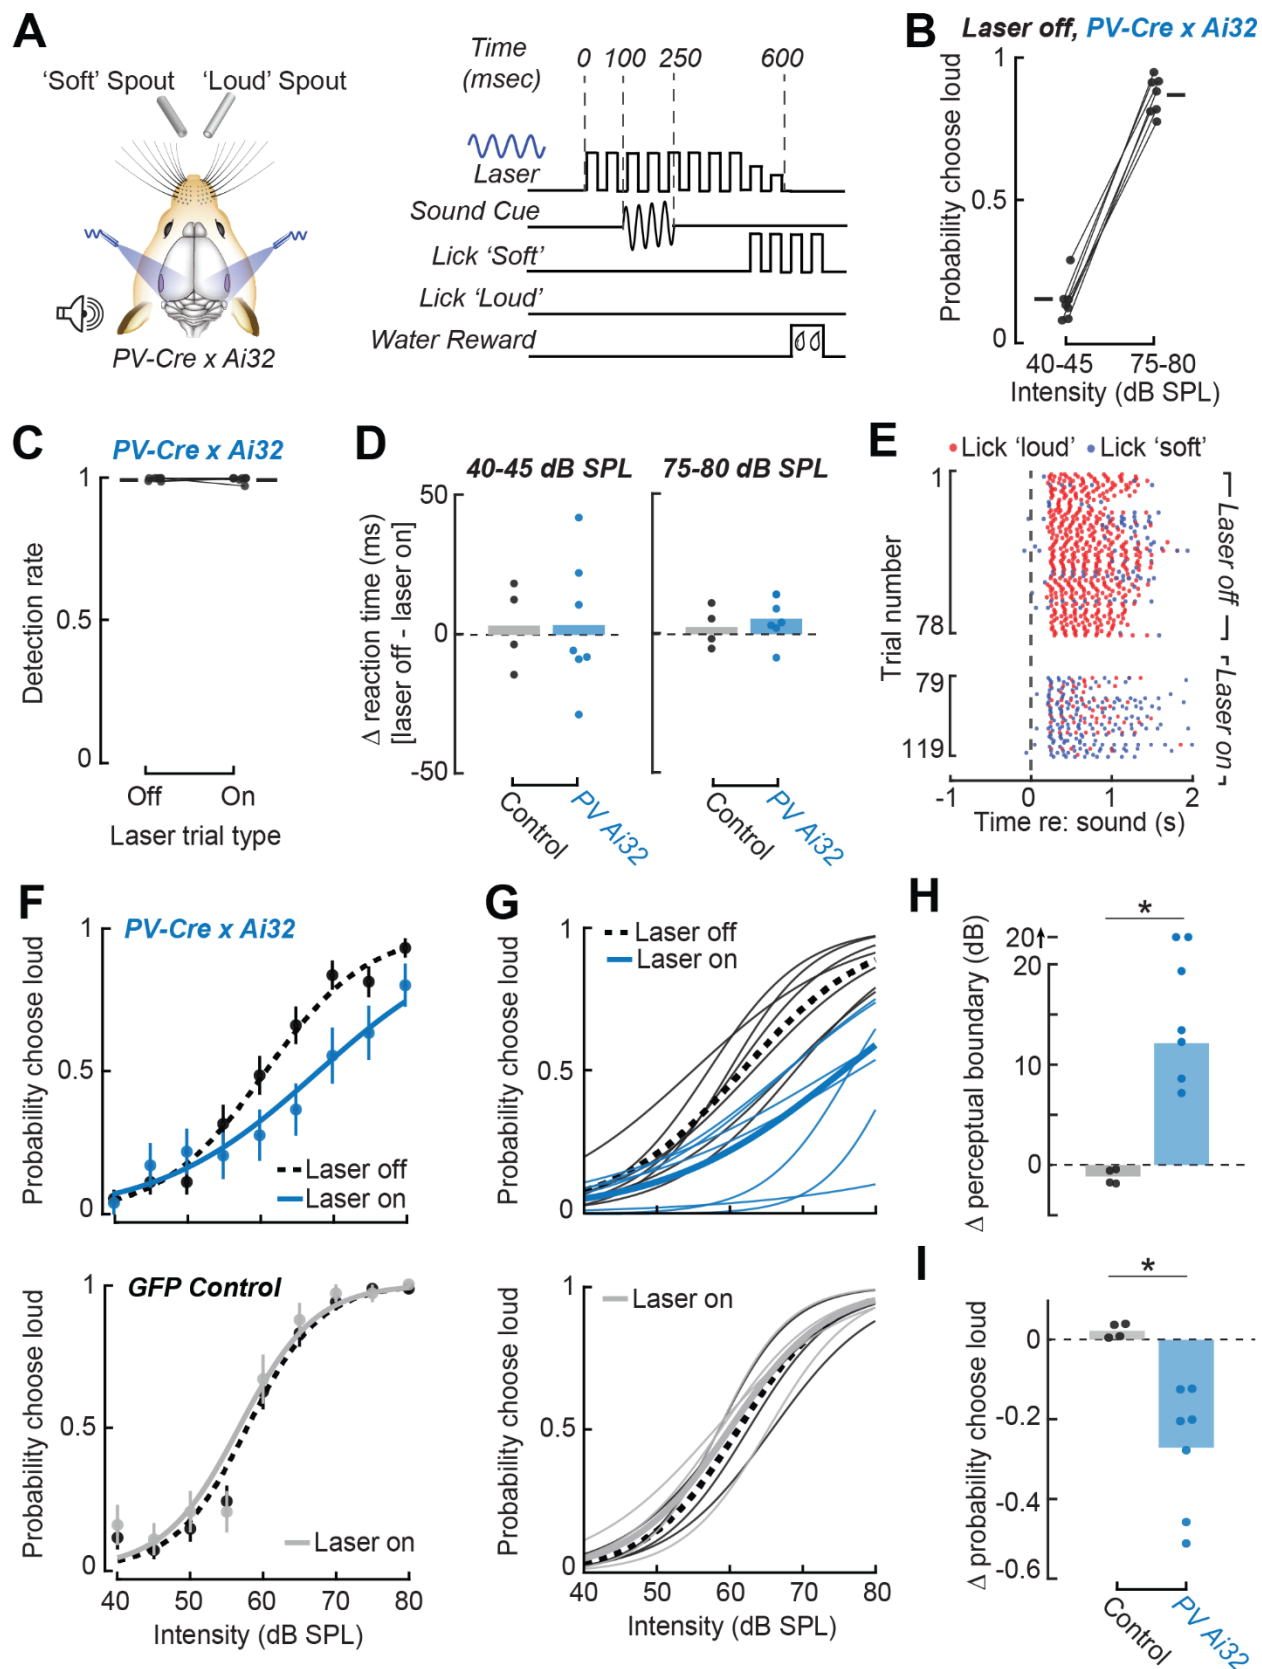 A
Time
(msec)
0 100 250 600
'Soft' Spout 'Loud' Spout
Laser
Sound Cue
Lick 'Soft'
Lick 'Loud'
Water Reward
PV-Cre x Ai32
B
Laser off, PV-Cre x Ai32
Probability choose loud
1
0.5
0
40-45 75-80
Intensity (dB SPL)
C
PV-Cre x Ai32
Detection rate
1
0.5
0
Off On
Laser trial type
D
40-45 dB SPL 75-80 dB SPL
Δ reaction time (ms)
[laser off - laser on]
50
0
-50
Control PV Ai32
Control PV Ai32
E
Lick 'loud' Lick 'soft'
Trial number
1
78
79
119
Laser off
Laser on
-1 0 1 2
Time re: sound (s)
F
PV-Cre x Ai32
Probability choose loud
1
0.5
0
Laser off
Laser on
GFP Control
Probability choose loud
1
0.5
0
Laser on
40 50 60 70 80
Intensity (dB SPL)
G
Probability choose loud
1
0.5
0
Laser off
Laser on
Probability choose loud
1
0.5
0
Laser on
40 50 60 70 80
Intensity (dB SPL)
H
Δ perceptual boundary (dB)
*
20
20
10
0
I
Δ probability choose loud
*
0
-0.2
-0.4
-0.6
Control PV Ai32